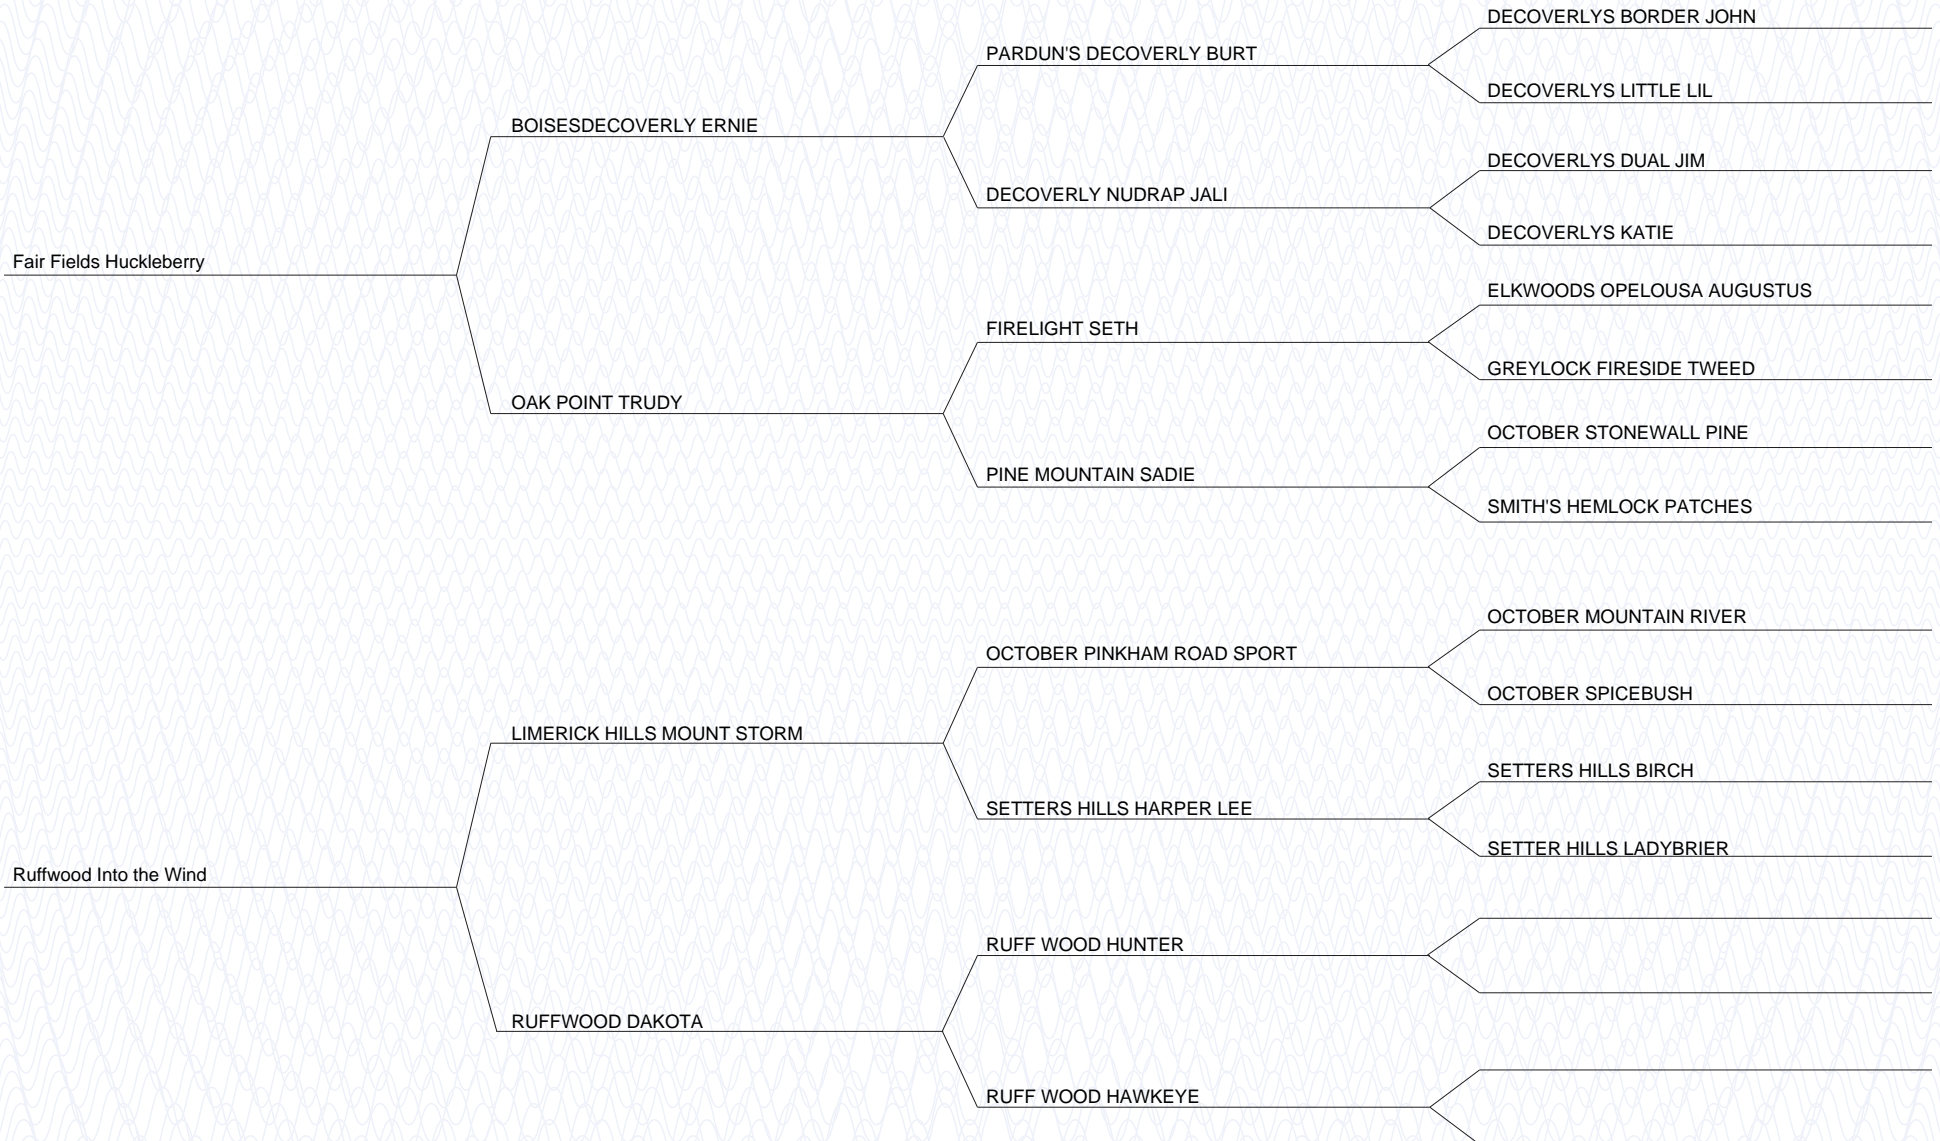 DECOVERLYS BORDER JOHN
PARDUN'S DECOVERLY BURT
DECOVERLYS LITTLE LIL
BOISESDECOVERLY ERNIE
DECOVERLYS DUAL JIM
DECOVERLY NUDRAP JALI
DECOVERLYS KATIE
Fair Fields Huckleberry
ELKWOODS OPELOUSA AUGUSTUS
FIRELIGHT SETH
GREYLOCK FIRESIDE TWEED
OAK POINT TRUDY
OCTOBER STONEWALL PINE
PINE MOUNTAIN SADIE
SMITH'S HEMLOCK PATCHES
OCTOBER MOUNTAIN RIVER
OCTOBER PINKHAM ROAD SPORT
OCTOBER SPICEBUSH
LIMERICK HILLS MOUNT STORM
SETTERS HILLS BIRCH
SETTERS HILLS HARPER LEE
SETTER HILLS LADYBRIER
Ruffwood Into the Wind
RUFF WOOD HUNTER
RUFFWOOD DAKOTA
RUFF WOOD HAWKEYE